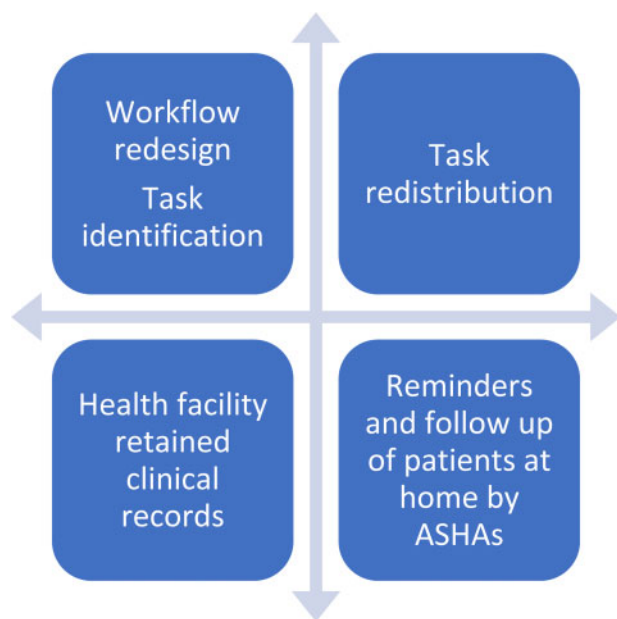 Workflow
redesign
Task
identification
Task
redistribution
Health facility
retained
clinical
records
Reminders
and follow up
of patients at
home by
ASHAs